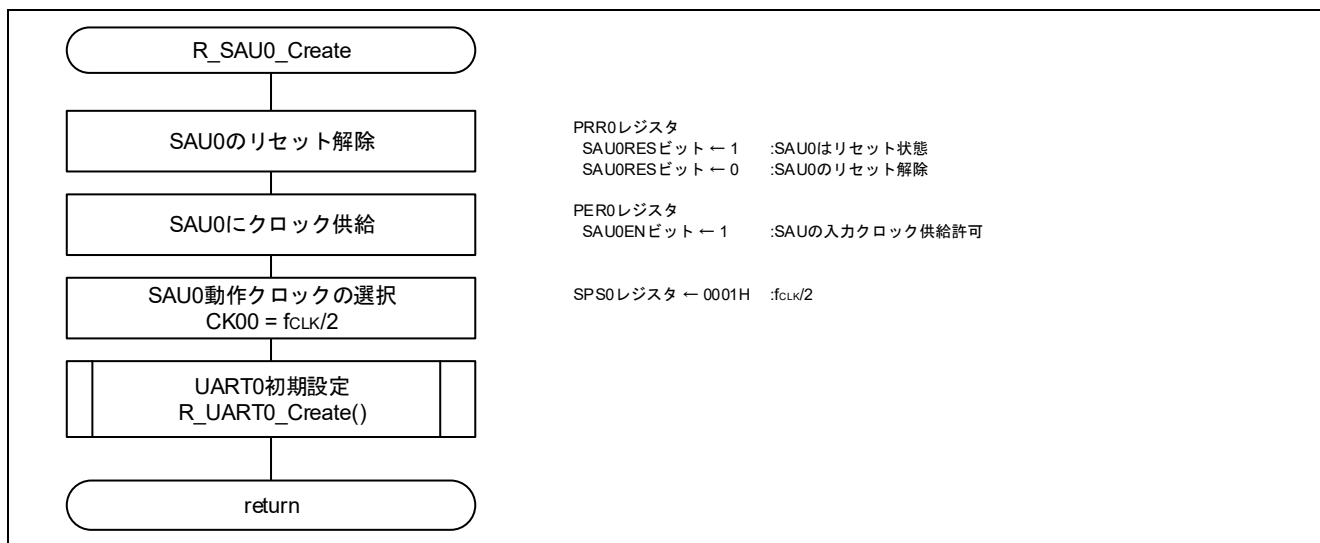 R_SAU0_Create
SAU0のリセット解除
PRR0レジスタ
SAU0RESビット ← 1 :SAU0はリセット状態
SAU0RESビット ← 0 :SAU0のリセット解除
SAU0にクロック供給
PER0レジスタ
SAU0ENビット ← 1 :SAUの入力クロック供給許可
SAU0動作クロックの選択
CK00 = fCLK/2
SPS0レジスタ ← 0001H :fCLK/2
UART0初期設定
R_UART0_Create()
return